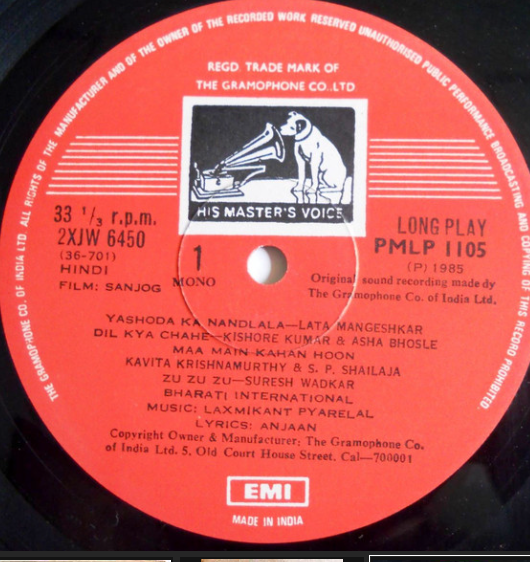 THE GRAMOPHONE CO. OF INDIA LTD. ALL RIGHTS OF THE MANUFACTURER AND OF THE OWNER OF THE RECORDED WORK RESERVED UNAUTHORISED PUBLIC PERFORMANCE BROADCASTING AND COPYING OF THIS RECORD PROHIBITED.
REGD. TRADE MARK OF
THE GRAMOPHONE CO., LTD
HIS MASTER'S VOICE
33 1/3 r.p.m.
2XJW 6450
(36-701)
HINDI
FILM: SANJOG
1
MONO
LONG PLAY
PMLP 1105
(P) 1985
Original sound recording made by
The Gramophone Co. of India Ltd.
YASHODA KA NANDLALA—LATA MANGESHKAR
DIL KYA CHAHE—KISHORE KUMAR & ASHA BHOSLE
MAA MAIN KAHAN HOON
KAVITA KRISHNAMURTHY & S. P. SHAILAJA
ZU ZU ZU—SURESH WADKAR
BHARATI INTERNATIONAL
MUSIC: LAXMIKANT PYARELAL
LYRICS: ANJAAN
Copyright Owner & Manufacturer: The Gramophone Co.
of India Ltd. 5, Old Court House Street, Cal—700001
EMI
MADE IN INDIA